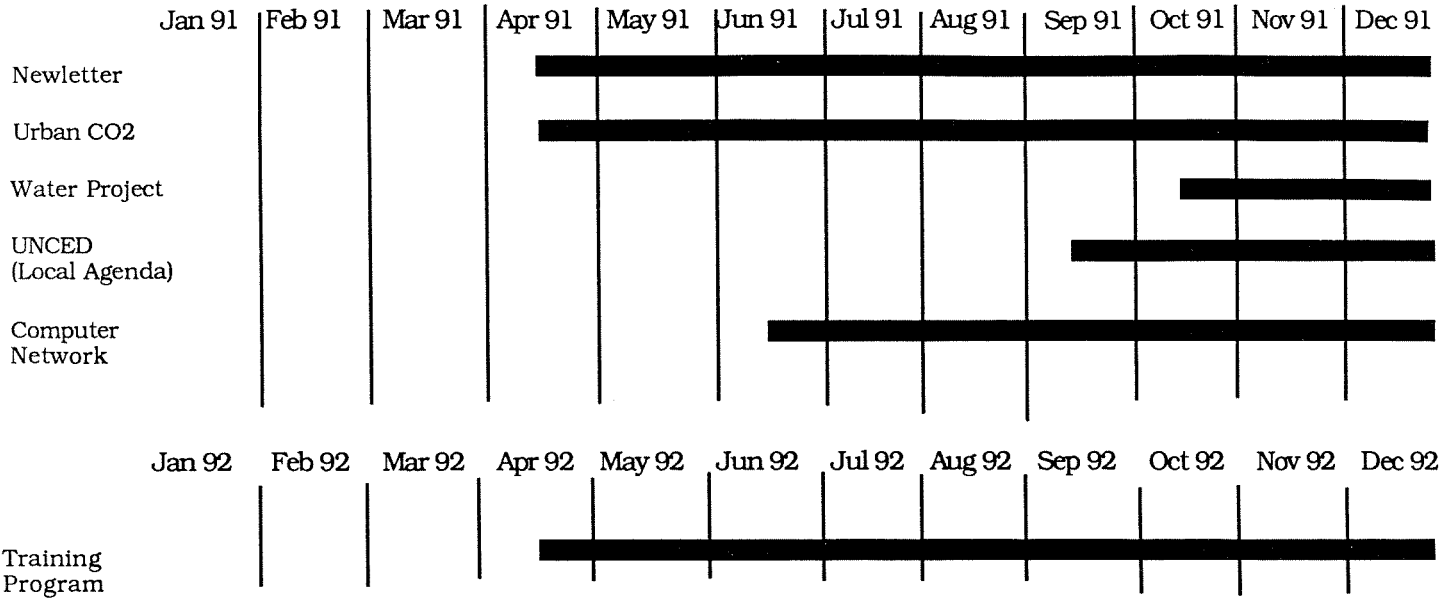 Jan 91 Feb 91 Mar 91 Apr 91 May 91 Jun 91 Jul 91 Aug 91 Sep 91 Oct 91 Nov 91 Dec 91
Newletter
Urban CO2
Water Project
UNCED
(Local Agenda)
Computer
Network
Jan 92 Feb 92 Mar 92 Apr 92 May 92 Jun 92 Jul 92 Aug 92 Sep 92 Oct 92 Nov 92 Dec 92
Training
Program